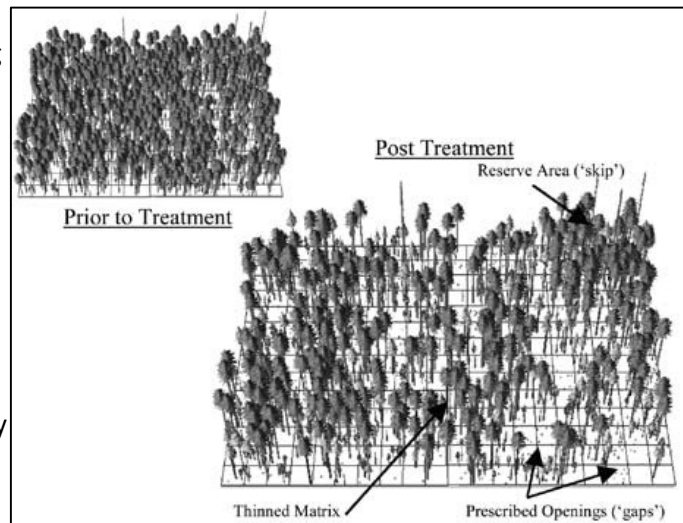 Prior to Treatment
Post Treatment
Reserve Area ('skip')
Thinned Matrix
Prescribed Openings ('gaps')